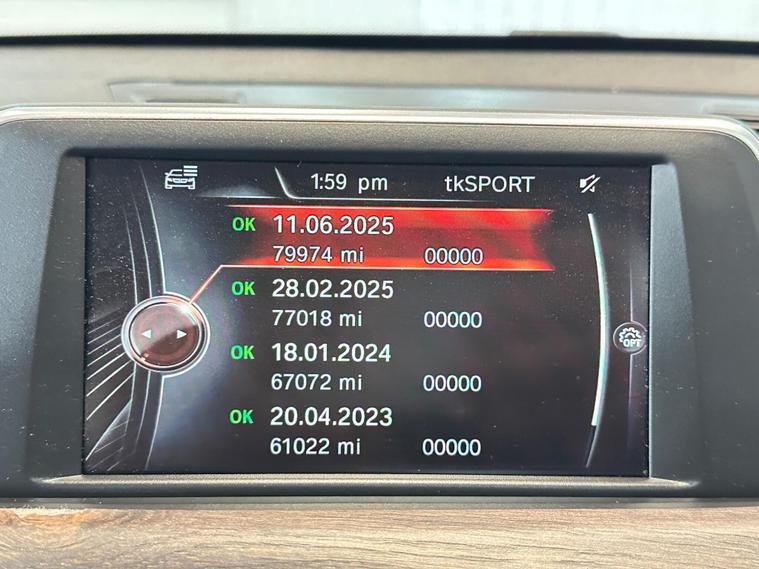 1:59 pm tkSPORT
OK 11.06.2025
79974 mi 00000
OK 28.02.2025
77018 mi 00000
OPT
OK 18.01.2024
67072 mi 00000
OK 20.04.2023
61022 mi 00000